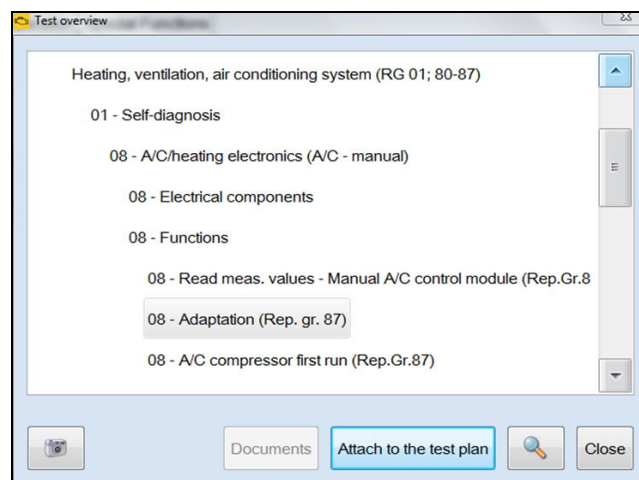 Test overview
Heating, ventilation, air conditioning system (RG 01; 80-87)
01 - Self-diagnosis
08 - A/C/heating electronics (A/C - manual)
08 - Electrical components
08 - Functions
08 - Read meas. values - Manual A/C control module (Rep.Gr.8
08 - Adaptation (Rep. gr. 87)
08 - A/C compressor first run (Rep.Gr.87)
Documents Attach to the test plan Close